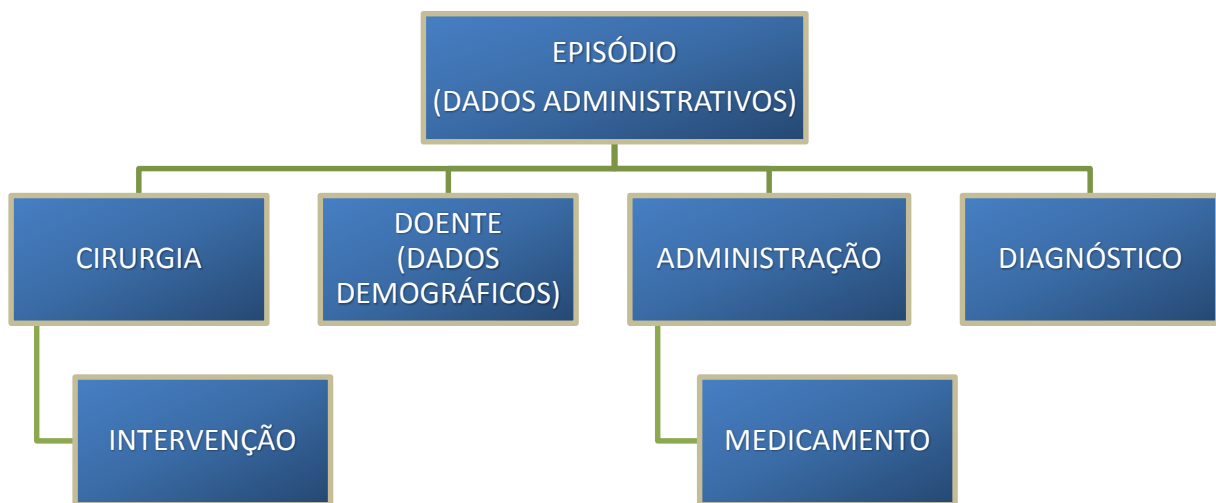 EPISÓDIO
(DADOS ADMINISTRATIVOS)
CIRURGIA
DOENTE
(DADOS
DEMOGRÁFICOS)
ADMINISTRAÇÃO
DIAGNÓSTICO
INTERVENÇÃO
MEDICAMENTO